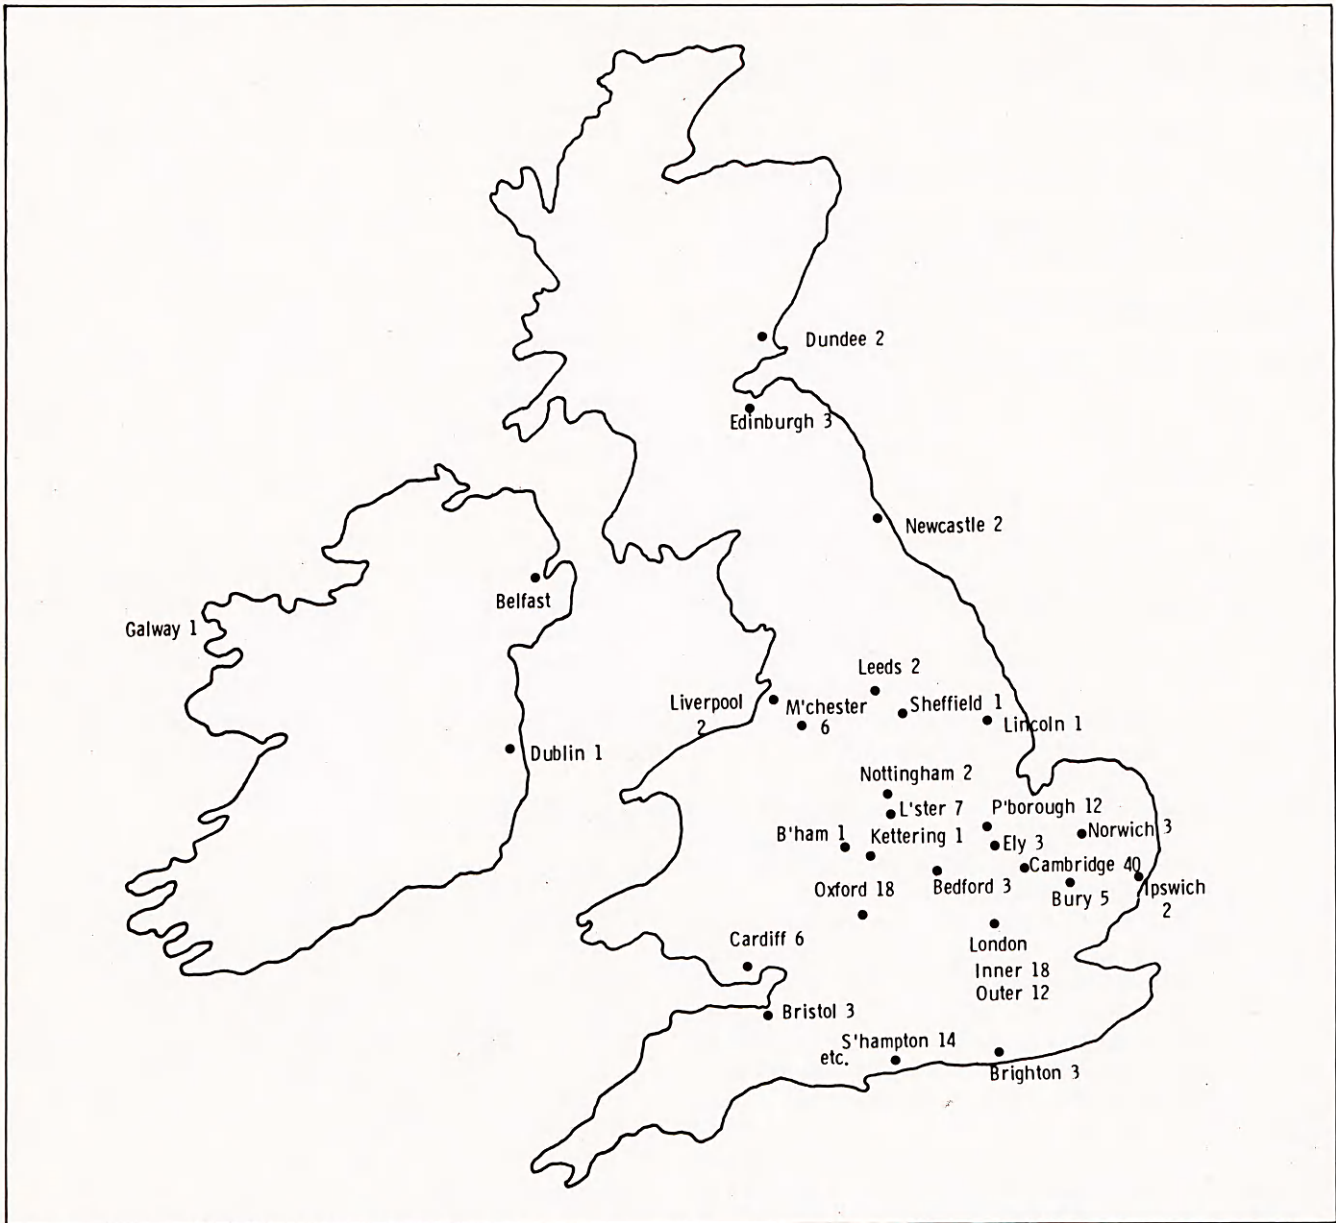 Dundee 2
Edinburgh 3
Newcastle 2
Belfast
Galway 1
Leeds 2
Liverpool
2
M'chester
6
Sheffield 1
Lincoln 1
Dublin 1
Nottingham 2
L'ster 7
P'borough 12
B'ham 1
Kettering 1
Ely 3
Norwich 3
Cambridge 40
Oxford 18
Bedford 3
Bury 5
Ipswich
2
Cardiff 6
London
Inner 18
Outer 12
Bristol 3
S'hampton 14
etc.
Brighton 3